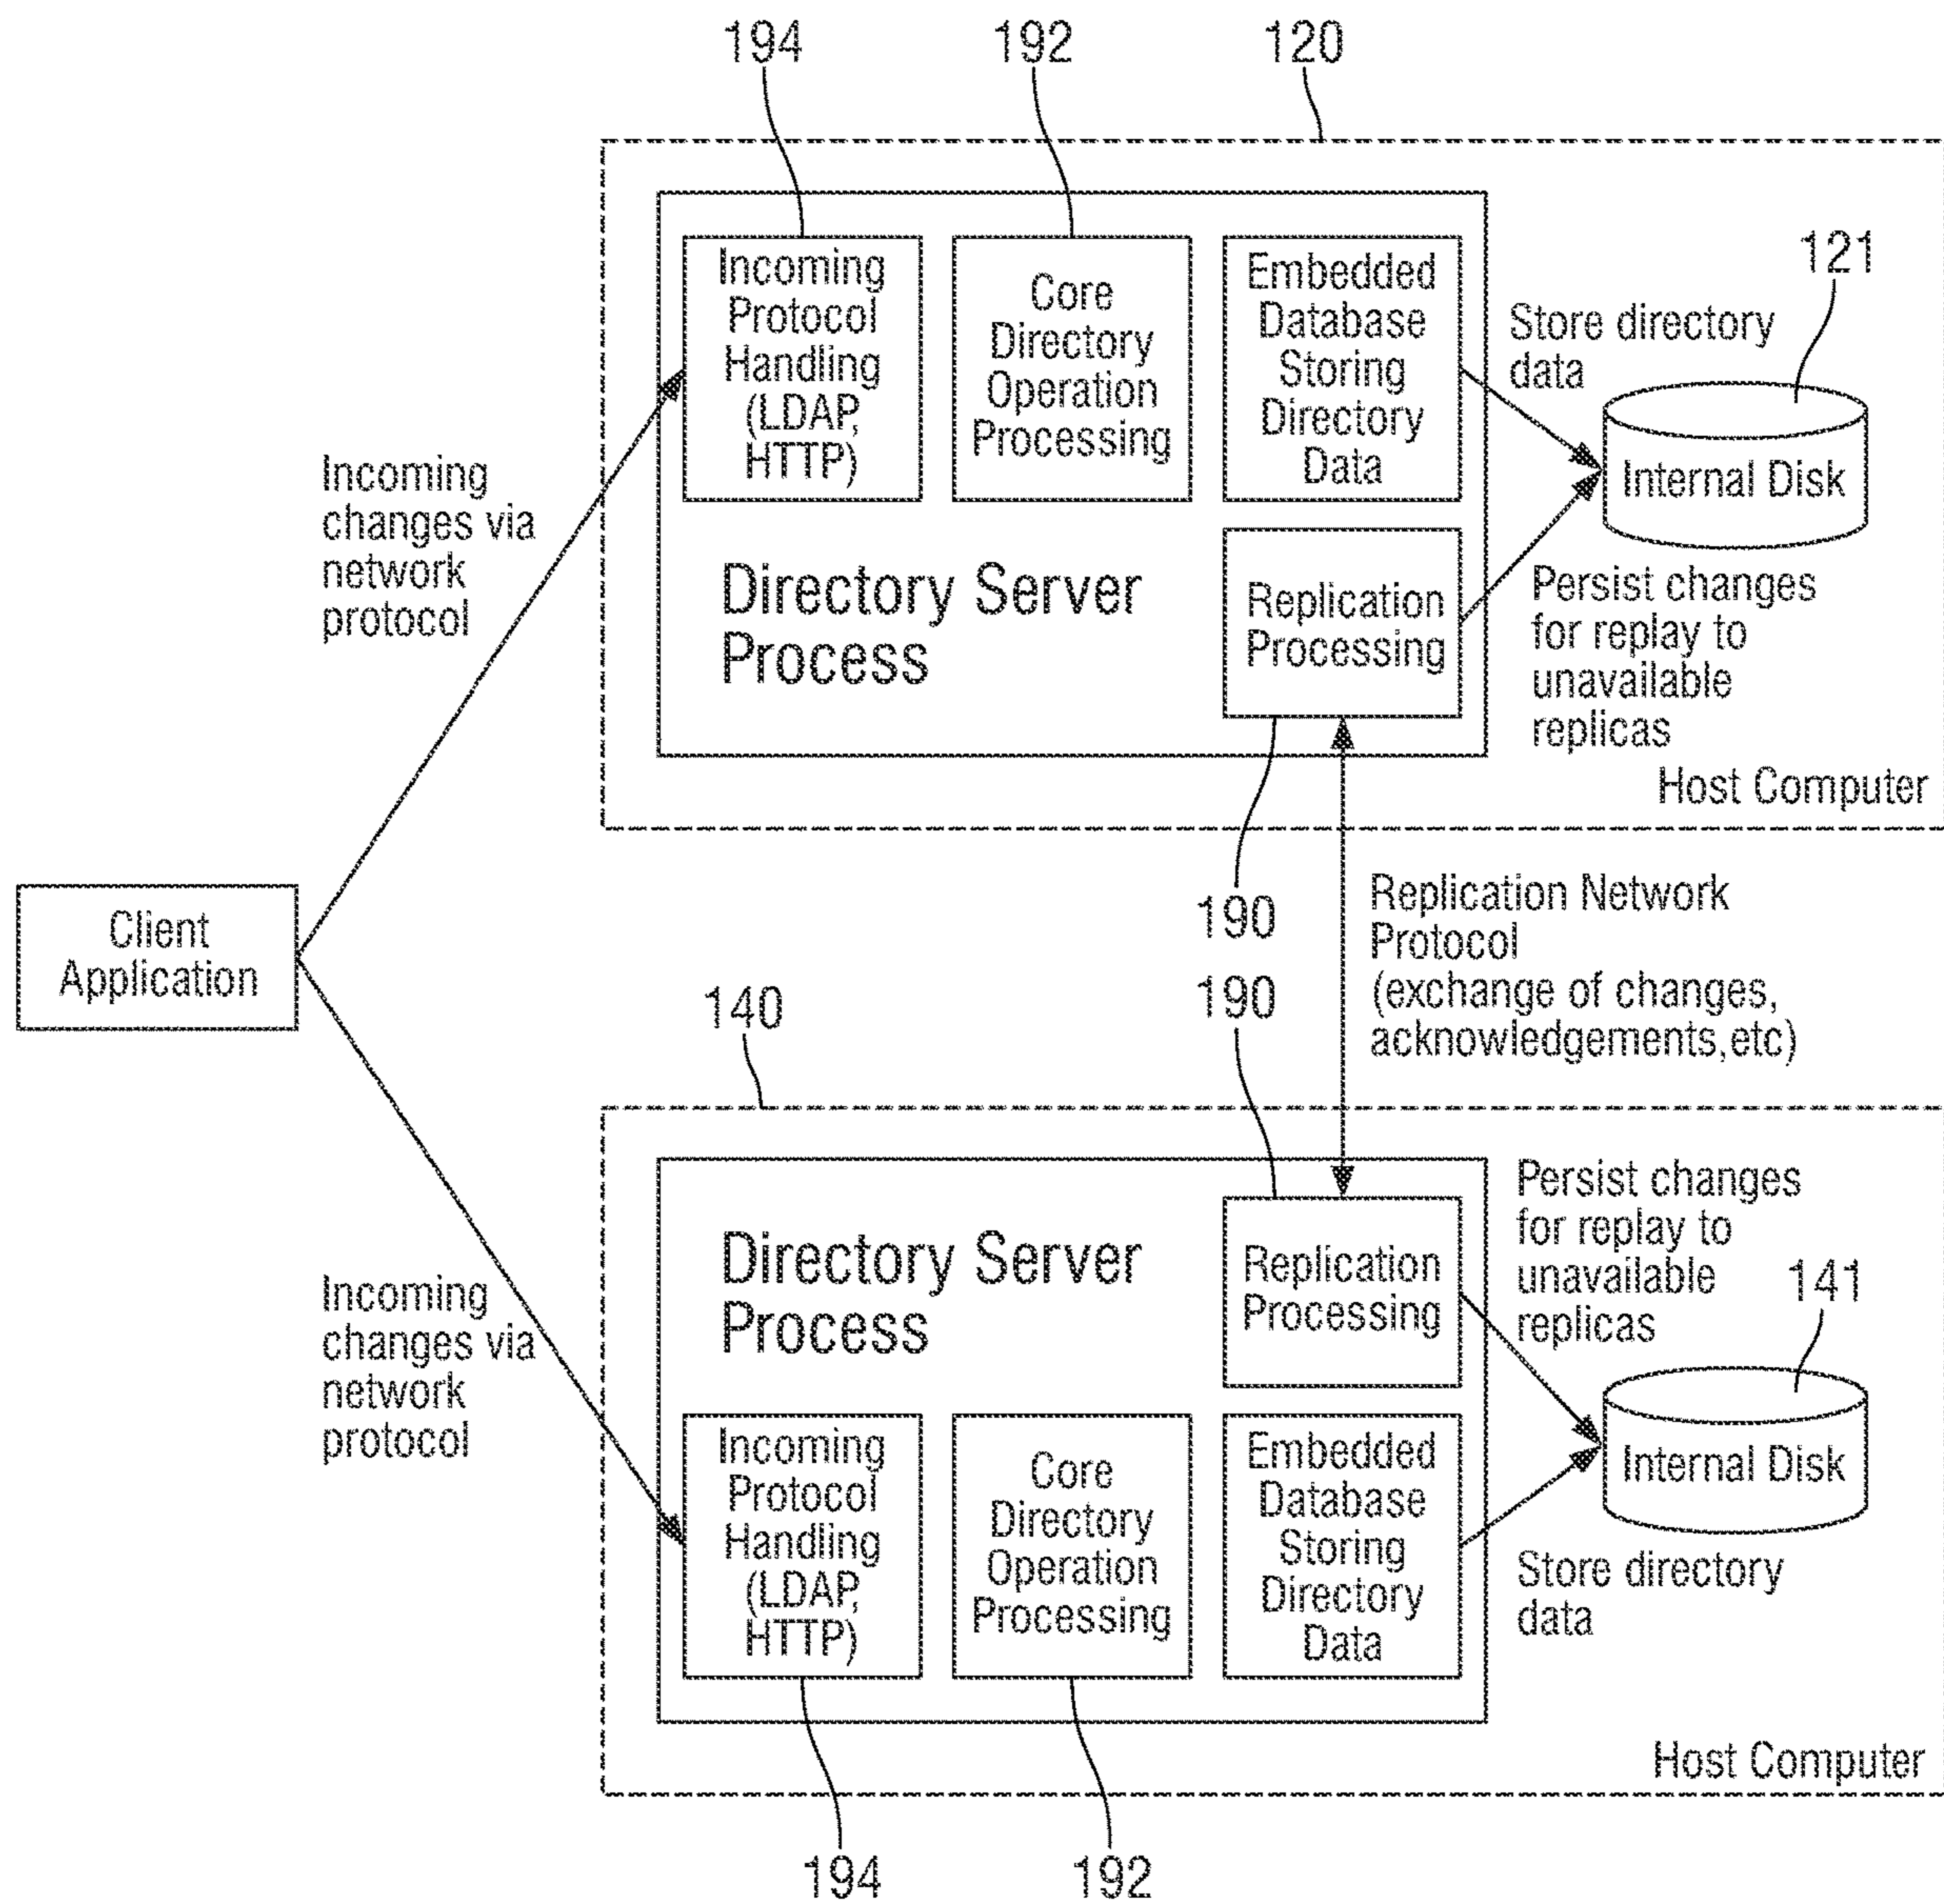 194
192
120
Incoming
Protocol
Handling
(LDAP,
HTTP)
Core
Directory
Operation
Processing
Embedded
Database
Storing
Directory
Data
Store directory
data
121
Internal Disk
Incoming
changes via
network
protocol
Directory Server
Process
Replication
Processing
Persist changes
for replay to
unavailable
replicas
Host Computer
Client
Application
190
190
Replication Network
Protocol
(exchange of changes,
acknowledgements,etc)
140
Directory Server
Process
Replication
Processing
Persist changes
for replay to
unavailable
replicas
141
Incoming
changes via
network
protocol
Incoming
Protocol
Handling
(LDAP,
HTTP)
Core
Directory
Operation
Processing
Embedded
Database
Storing
Directory
Data
Internal Disk
Store directory
data
Host Computer
194
192